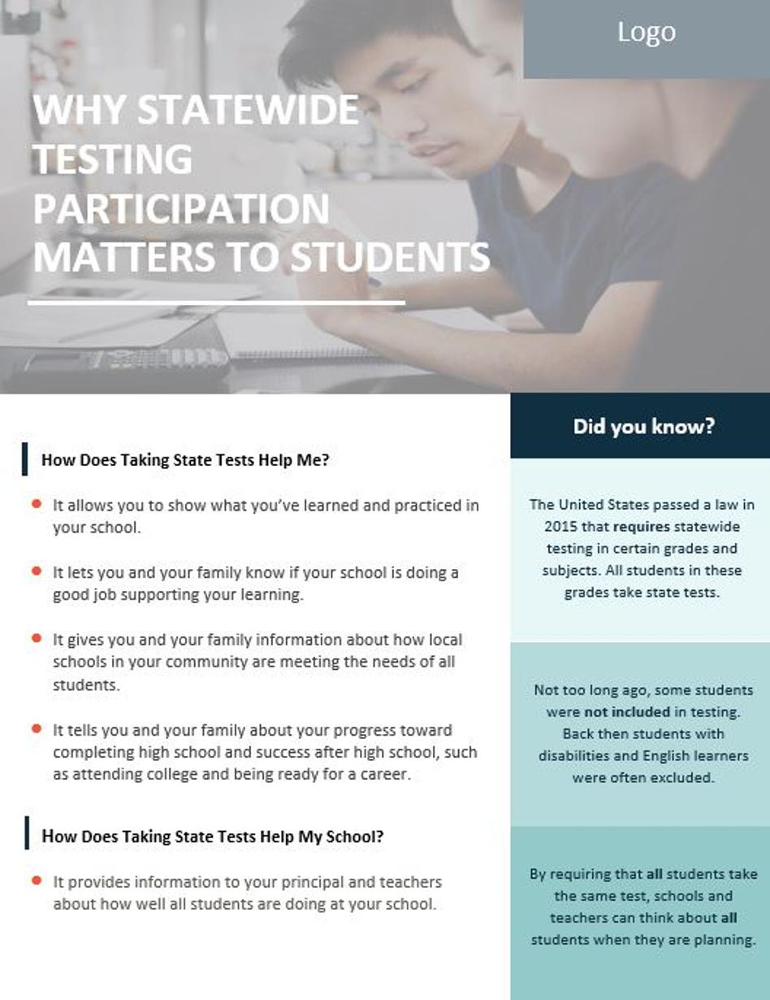 Logo
WHY STATEWIDE
TESTING
PARTICIPATION
MATTERS TO STUDENTS
How Does Taking State Tests Help Me?
It allows you to show what you’ve learned and practiced in
your school.
It lets you and your family know if your school is doing a
good job supporting your learning.
It gives you and your family information about how local
schools in your community are meeting the needs of all
students.
It tells you and your family about your progress toward
completing high school and success after high school, such
as attending college and being ready for a career.
How Does Taking State Tests Help My School?
It provides information to your principal and teachers
about how well all students are doing at your school.
Did you know?
The United States passed a law in
2015 that requires statewide
testing in certain grades and
subjects. All students in these
grades take state tests.
Not too long ago, some students
were not included in testing.
Back then students with
disabilities and English learners
were often excluded.
By requiring that all students take
the same test, schools and
teachers can think about all
students when they are planning.